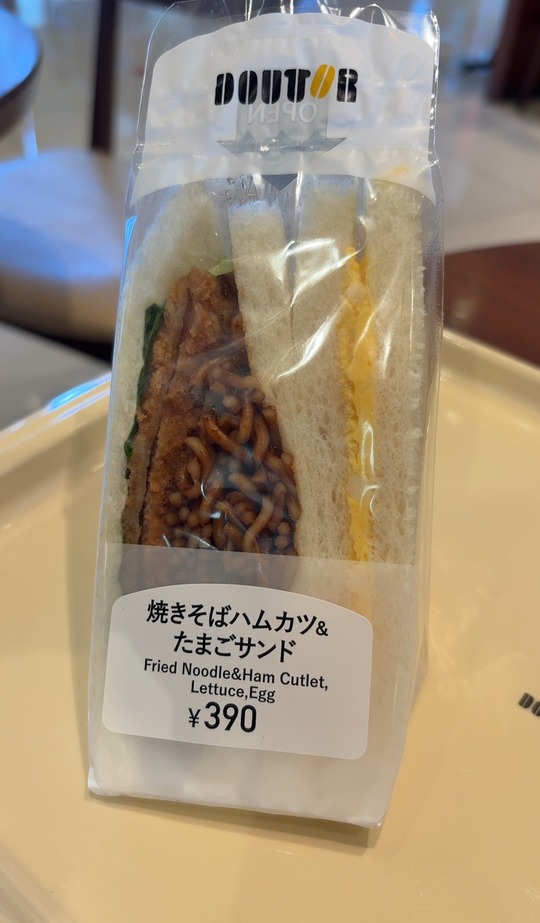 DOUTOR
OPEN
焼きそばハムカツ&
たまごサンド
Fried Noodle&Ham Cutlet,
Lettuce,Egg
¥390
DO